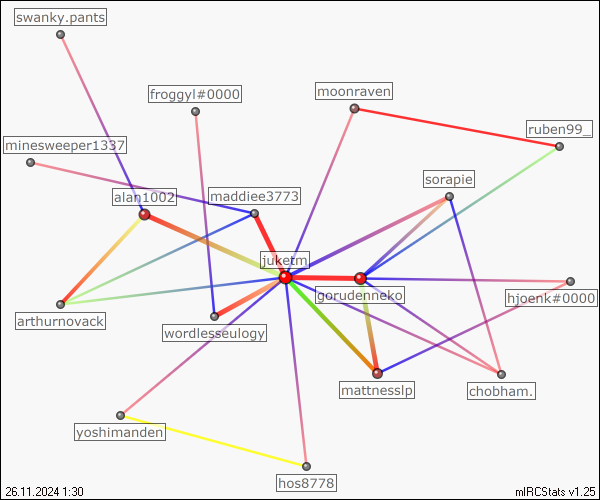 swanky.pants
froggyl#0000
moonraven
ruben99_
minesweeper1337
sorapie
alan1002
maddiee3773
juketm
gorudenneko
hjoenk#0000
arthurnovack
wordlesseulogy
mattnesslp
chobham.
yoshimanden
hos8778
26.11.2024 1:30
mIRCStats v1.25